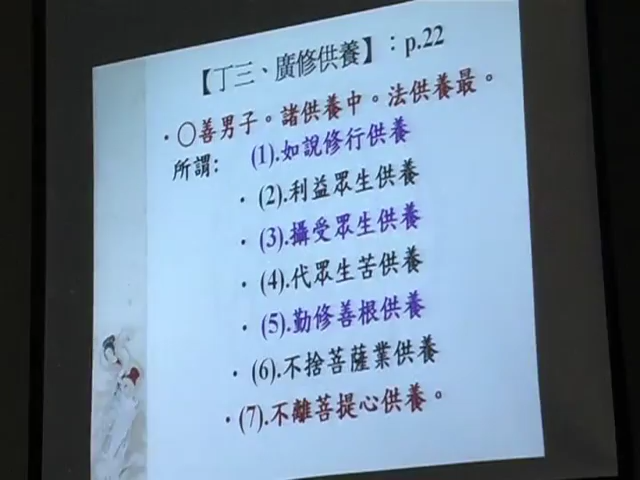 【丁三、廣修供養】：p.22
·○善男子。諸供養中。法供養最。
所謂: (1).如說修行供養
·(2).利益眾生供養
·(3).攝受眾生供養
·(4).代眾生苦供養
·(5).勤修善根供養
·(6).不捨菩薩業供養
·(7).不離菩提心供養。